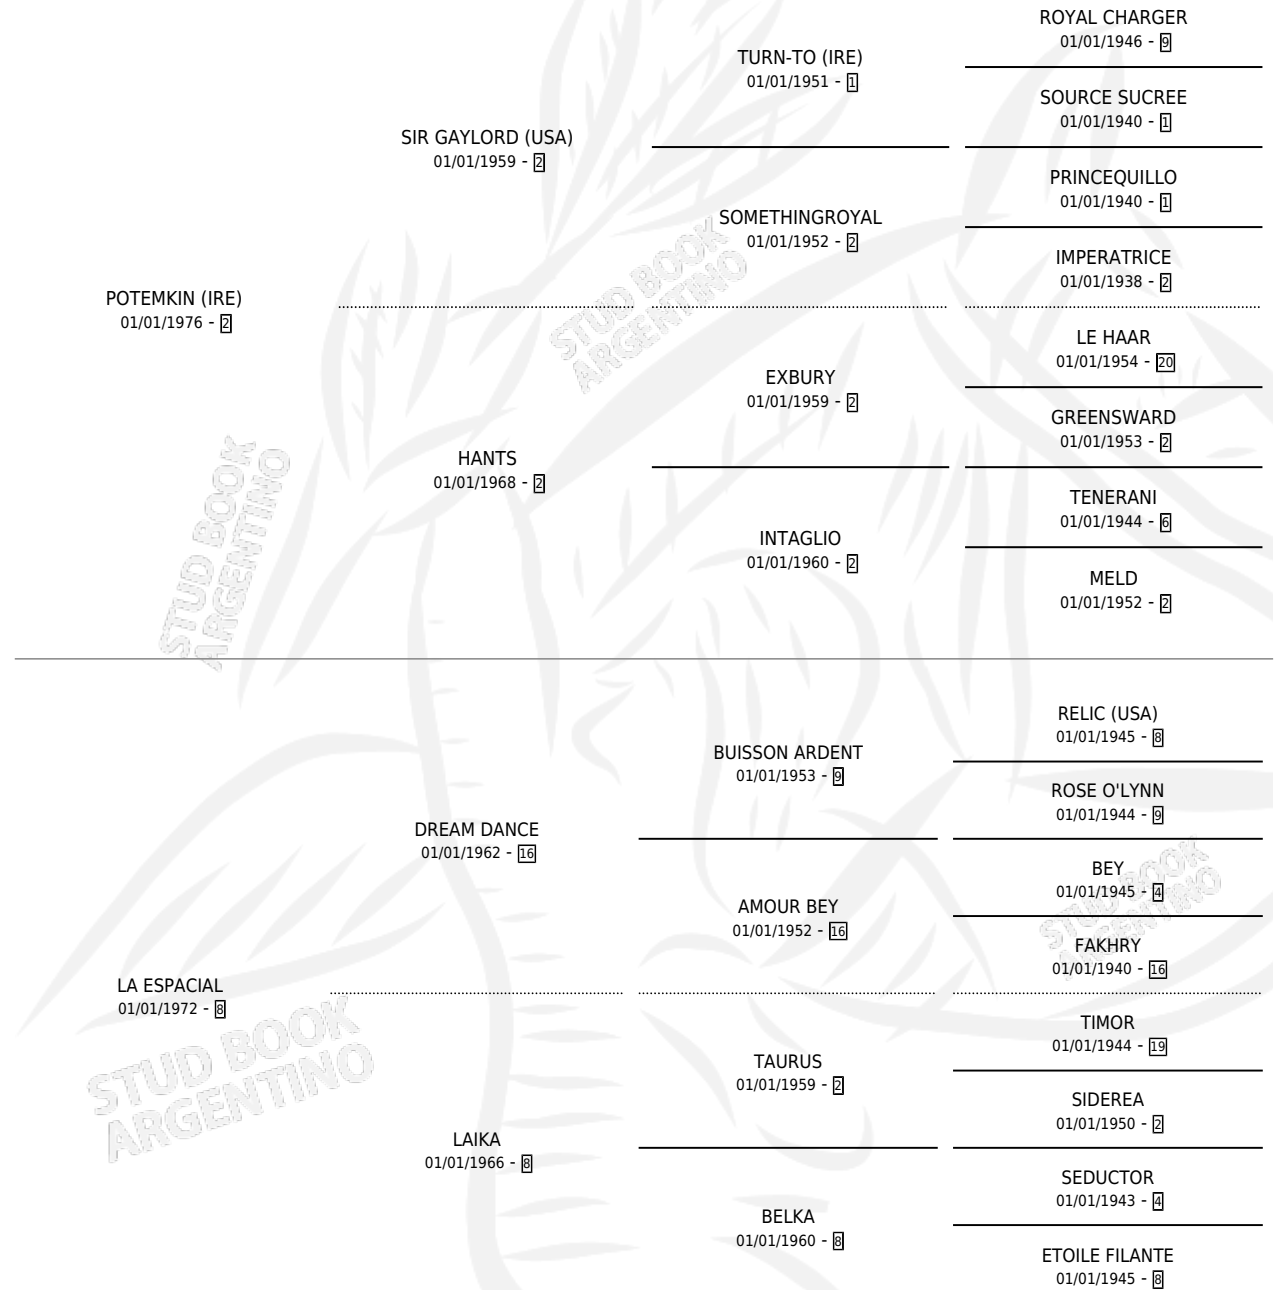 ROYAL CHARGER
01/01/1946 - 9
TURN-TO (IRE)
01/01/1951 - 1
SOURCE SUCREE
01/01/1940 - 1
SIR GAYLORD (USA)
01/01/1959 - 2
PRINCEQUILLO
01/01/1940 - 1
SOMETHINGROYAL
01/01/1952 - 2
IMPERATRICE
01/01/1938 - 2
POTEMKIN (IRE)
01/01/1976 - 2
LE HAAR
01/01/1954 - 20
EXBURY
01/01/1959 - 2
GREENSWARD
01/01/1953 - 2
HANTS
01/01/1968 - 2
TENERANI
01/01/1944 - 6
INTAGLIO
01/01/1960 - 2
MELD
01/01/1952 - 2
STUD BOOK
ARGENTINO
STUD BOOK
ARGENTINO
RELIC (USA)
01/01/1945 - 8
BUISSON ARDENT
01/01/1953 - 9
ROSE O'LYNN
01/01/1944 - 9
DREAM DANCE
01/01/1962 - 16
BEY
01/01/1945 - 4
AMOUR BEY
01/01/1952 - 16
FAKHRY
01/01/1940 - 16
LA ESPACIAL
01/01/1972 - 8
TIMOR
01/01/1944 - 19
TAURUS
01/01/1959 - 2
SIDEREA
01/01/1950 - 2
LAIKA
01/01/1966 - 8
SEDUCTOR
01/01/1943 - 4
BELKA
01/01/1960 - 8
ETOILE FILANTE
01/01/1945 - 8
STUD BOOK
ARGENTINO
STUD BOOK
ARGENTINO